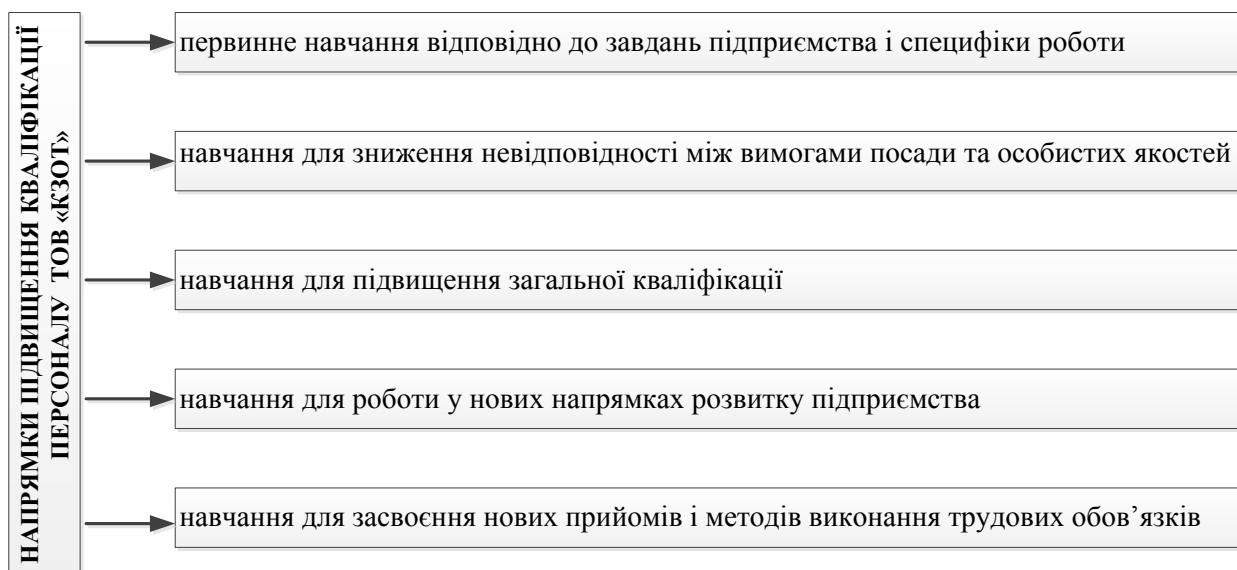 НАПРЯМКИ ПІДВИЩЕННЯ КВАЛІФІКАЦІЇ
ПЕРСОНАЛУ ТОВ «КЗОТ»
первинне навчання відповідно до завдань підприємства і специфіки роботи
навчання для зниження невідповідності між вимогами посади та особистих якостей
навчання для підвищення загальної кваліфікації
навчання для роботи у нових напрямках розвитку підприємства
навчання для засвоєння нових прийомів і методів виконання трудових обов’язків